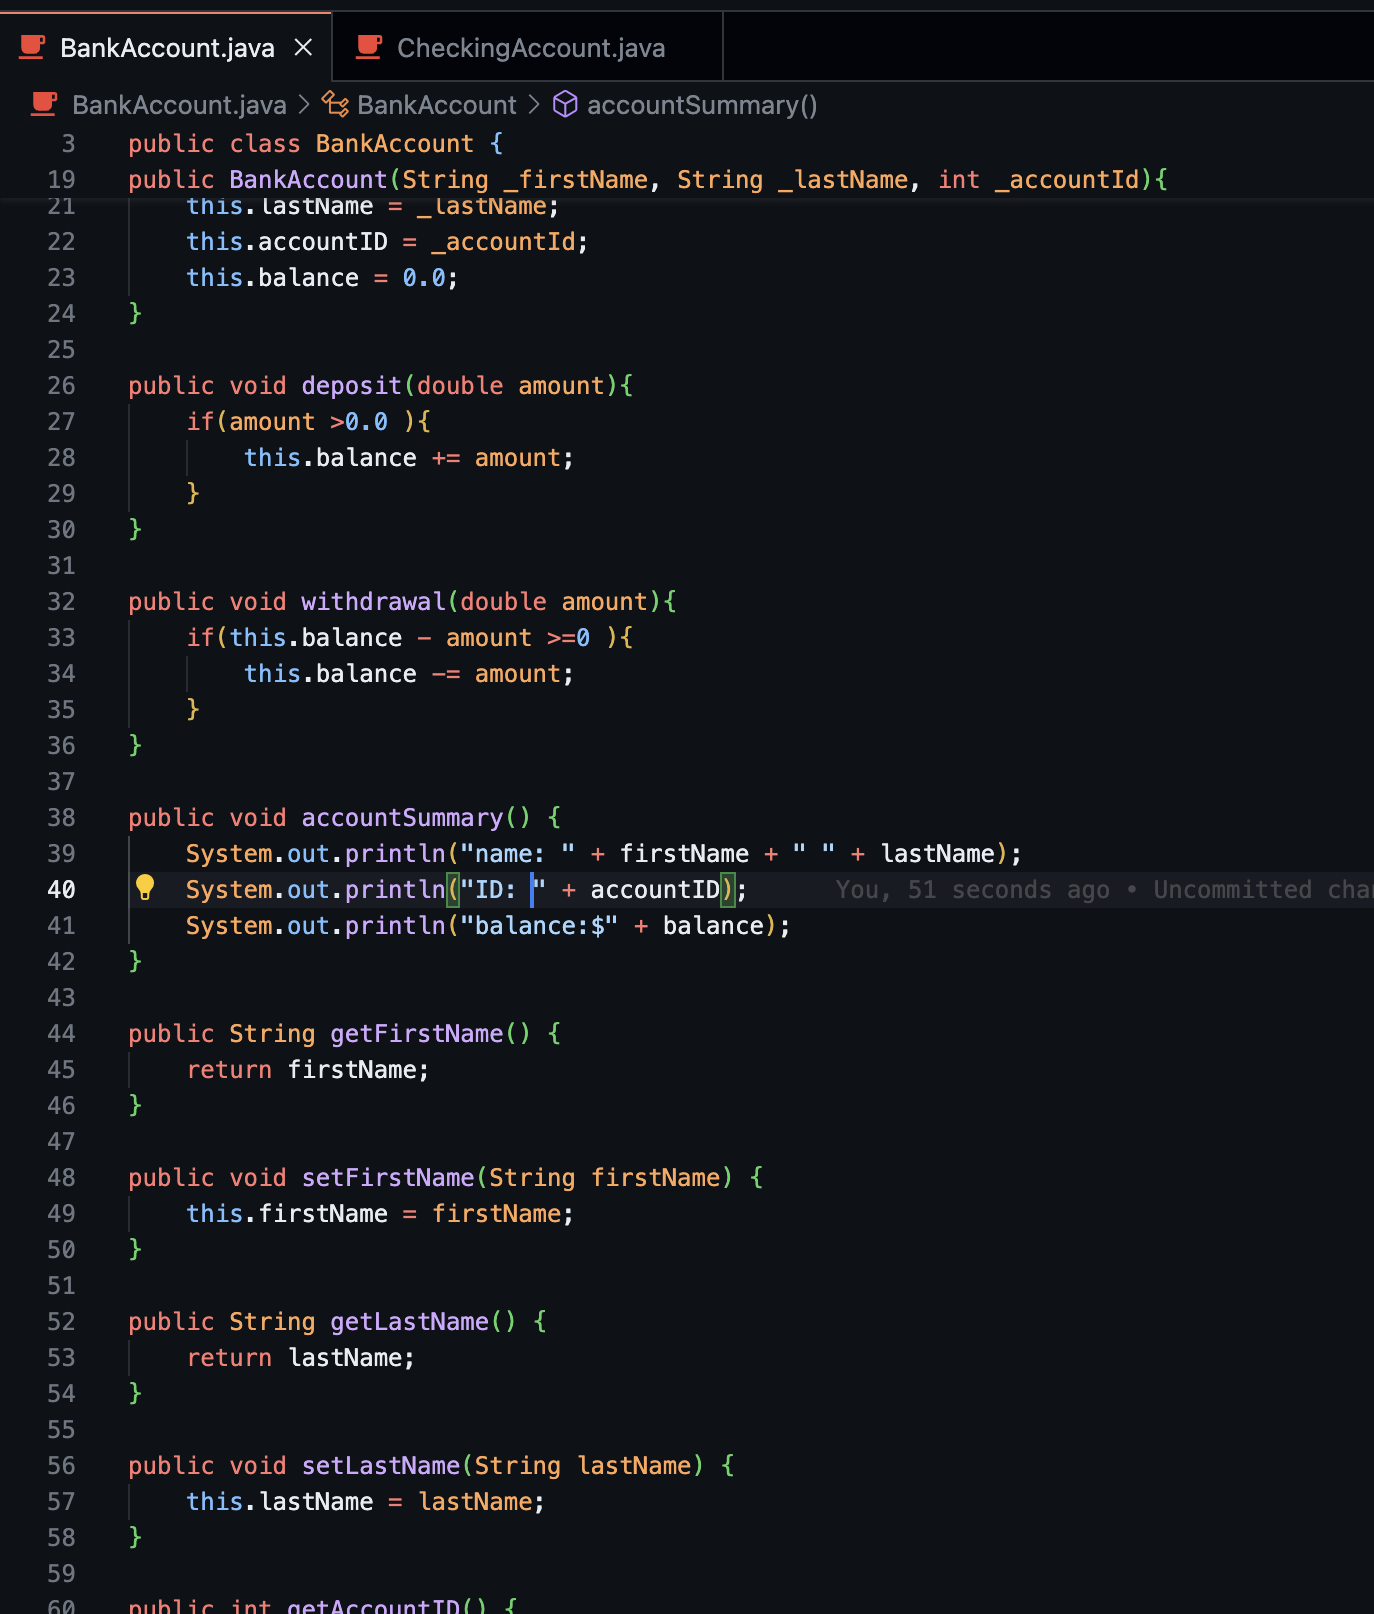 BankAccount.java
CheckingAccount.java
BankAccount.java > BankAccount > accountSummary()
3 public class BankAccount {
19 public BankAccount(String _firstName, String _lastName, int _accountId){
21 this.lastName = _lastName;
22 this.accountID = _accountId;
23 this.balance = 0.0;
24 }
25
26 public void deposit(double amount){
27 if(amount >0.0 ){
28 this.balance += amount;
29 }
30 }
31
32 public void withdrawal(double amount){
33 if(this.balance - amount >=0 ){
34 this.balance -= amount;
35 }
36 }
37
38 public void accountSummary() {
39 System.out.println("name: " + firstName + " " + lastName);
40 System.out.println("ID: " + accountID); You, 51 seconds ago • Uncommitted cha
41 System.out.println("balance:$" + balance);
42 }
43
44 public String getFirstName() {
45 return firstName;
46 }
47
48 public void setFirstName(String firstName) {
49 this.firstName = firstName;
50 }
51
52 public String getLastName() {
53 return lastName;
54 }
55
56 public void setLastName(String lastName) {
57 this.lastName = lastName;
58 }
59
60 public int getAccountID() {